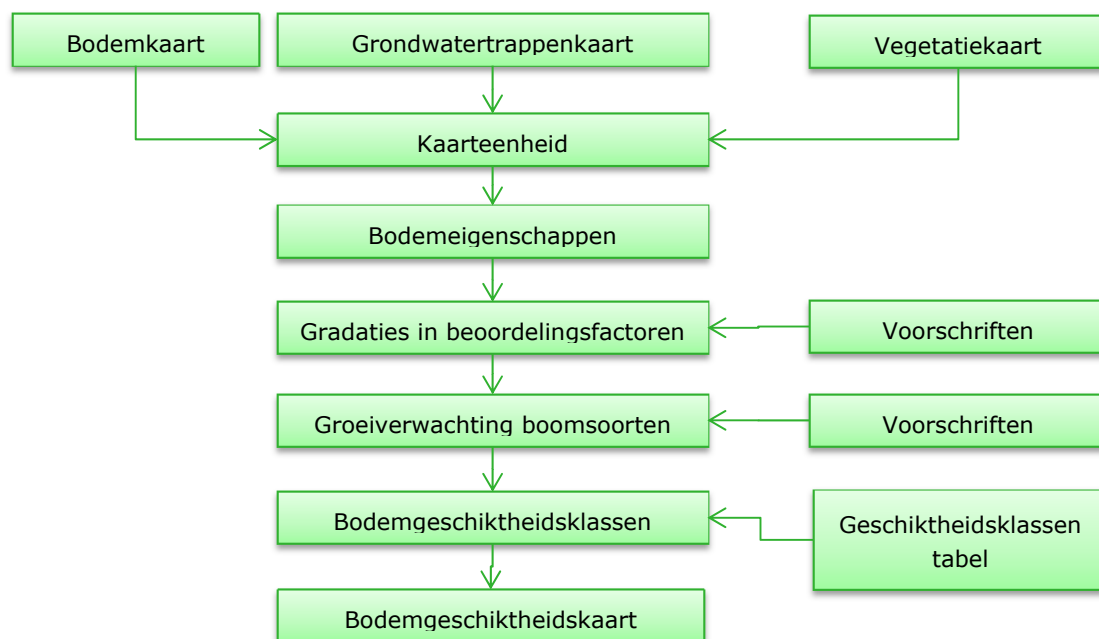 Bodemkaart
Grondwatertrappenkaart
Vegetatiekaart
Kaarteenheid
Bodemeigenschappen
Gradaties in beoordelingsfactoren
Voorschriften
Groeiverwachting boomsoorten
Voorschriften
Bodemgeschiktheidsklassen
Geschiktheidsklassen
tabel
Bodemgeschiktheidskaart